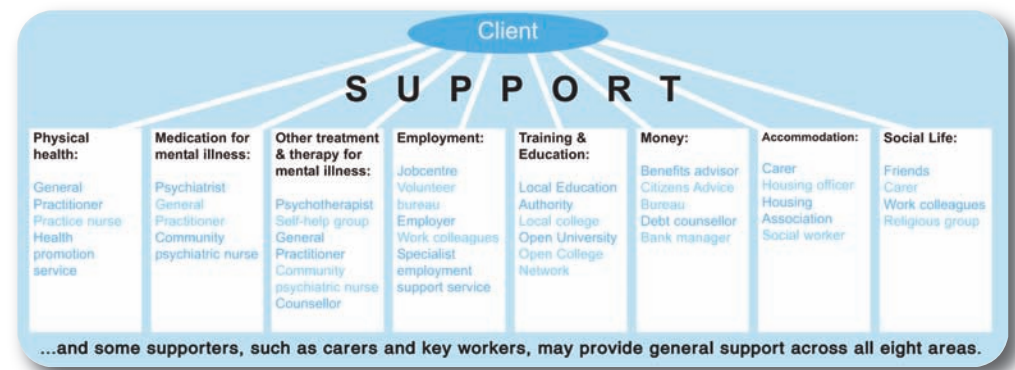 Client
SUPPORT
Physical
health:
General
Practitioner
Practice nurse
Health
promotion
service
Medication for
mental illness:
Psychiatrist
General
Practitioner
Community
psychiatric nurse
Other treatment
& therapy for
mental illness:
Psychotherapist
Self-help group
General
Practitioner
Community
psychiatric nurse
Counsellor
Employment:
Jobcentre
Volunteer
bureau
Employer
Work colleagues
Specialist
employment
support service
Training &
Education:
Local Education
Authority
Local college
Open University
Open College
Network
Money:
Benefits advisor
Citizens Advice
Bureau
Debt counsellor
Bank manager
Accommodation:
Carer
Housing officer
Housing
Association
Social worker
Social Life:
Friends
Carer
Work colleagues
Religious group
...and some supporters, such as carers and key workers, may provide general support across all eight areas.